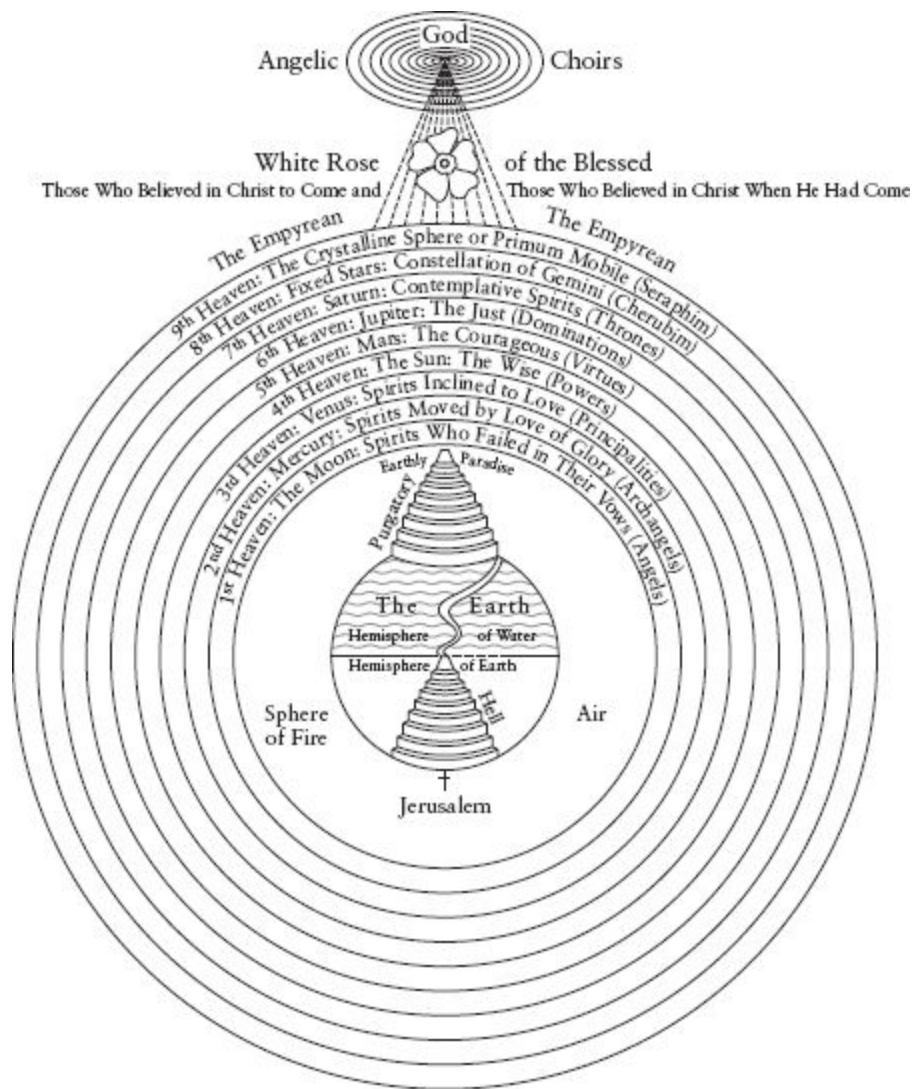 God
Angelic Choirs
White Rose of the Blessed
Those Who Believed in Christ to Come and Those Who Believed in Christ When He Had Come
The Empyrean The Empyrean
9th Heaven: The Crystalline Sphere or Primum Mobile (Seraphim)
8th Heaven: Fixed Stars: Constellation of Gemini (Cherubim)
7th Heaven: Saturn: Contemplative Spirits (Thrones)
6th Heaven: Jupiter: The Just (Dominations)
5th Heaven: Mars: The Courageous (Virtues)
4th Heaven: The Sun: The Wise (Powers)
3rd Heaven: Venus: Spirits Inclined to Love (Principalities)
2nd Heaven: Mercury: Spirits Moved by Love of Glory (Archangels)
1st Heaven: The Moon: Spirits Who Failed in Their Vows (Angels)
Earthly Paradise
Purgatory
The Earth
Hemisphere of Water
Hemisphere of Earth
Hell
Sphere of Fire
Air
Jerusalem